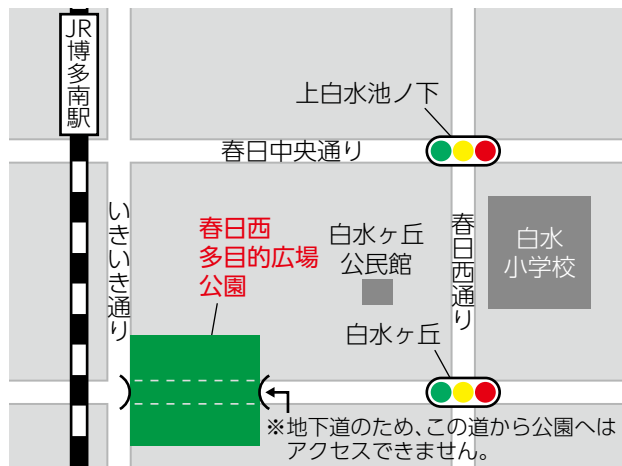 JR博多南駅
上白水池ノ下
春日中央通り
いきいき通り
春日西
多目的広場
公園
白水ヶ丘
公民館
春日西通り
白水
小学校
白水ヶ丘
※地下道のため、この道から公園へは
アクセスできません。